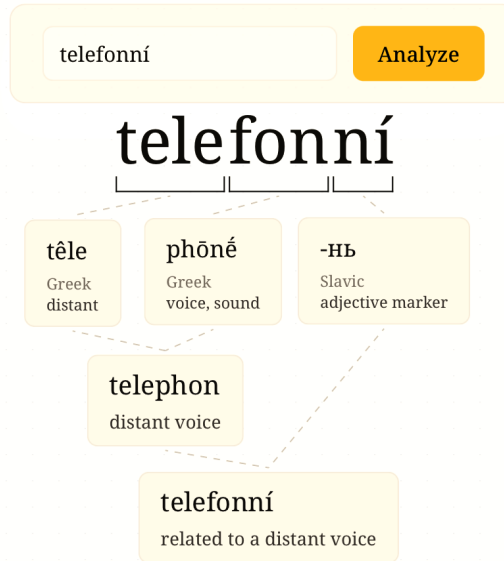 telefonní
Analyze
telefonní
têle
Greek
distant
phōnḗ
Greek
voice, sound
-нь
Slavic
adjective marker
telephon
distant voice
telefonní
related to a distant voice